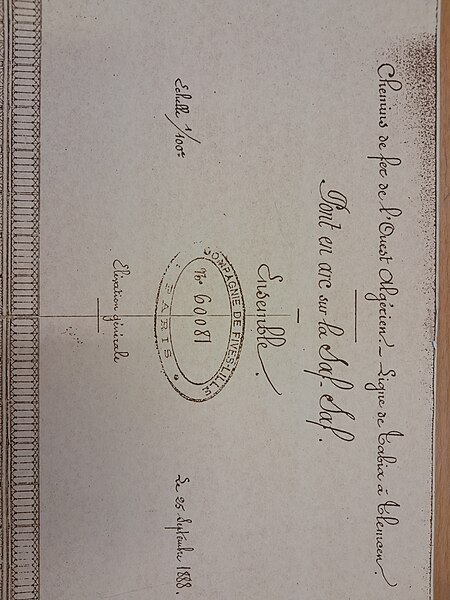 Chemins de fer de l'Ouest Algérien. - Ligne de Tabia à Tlemcen.
Pont en arc sur la Saf-Saf.
Ensemble.
Echelle 1/100e
COMPAGNIE DE FIVES-LILLE
No 60081
PARIS
Le 25 Septembre 1888.
Elévation générale